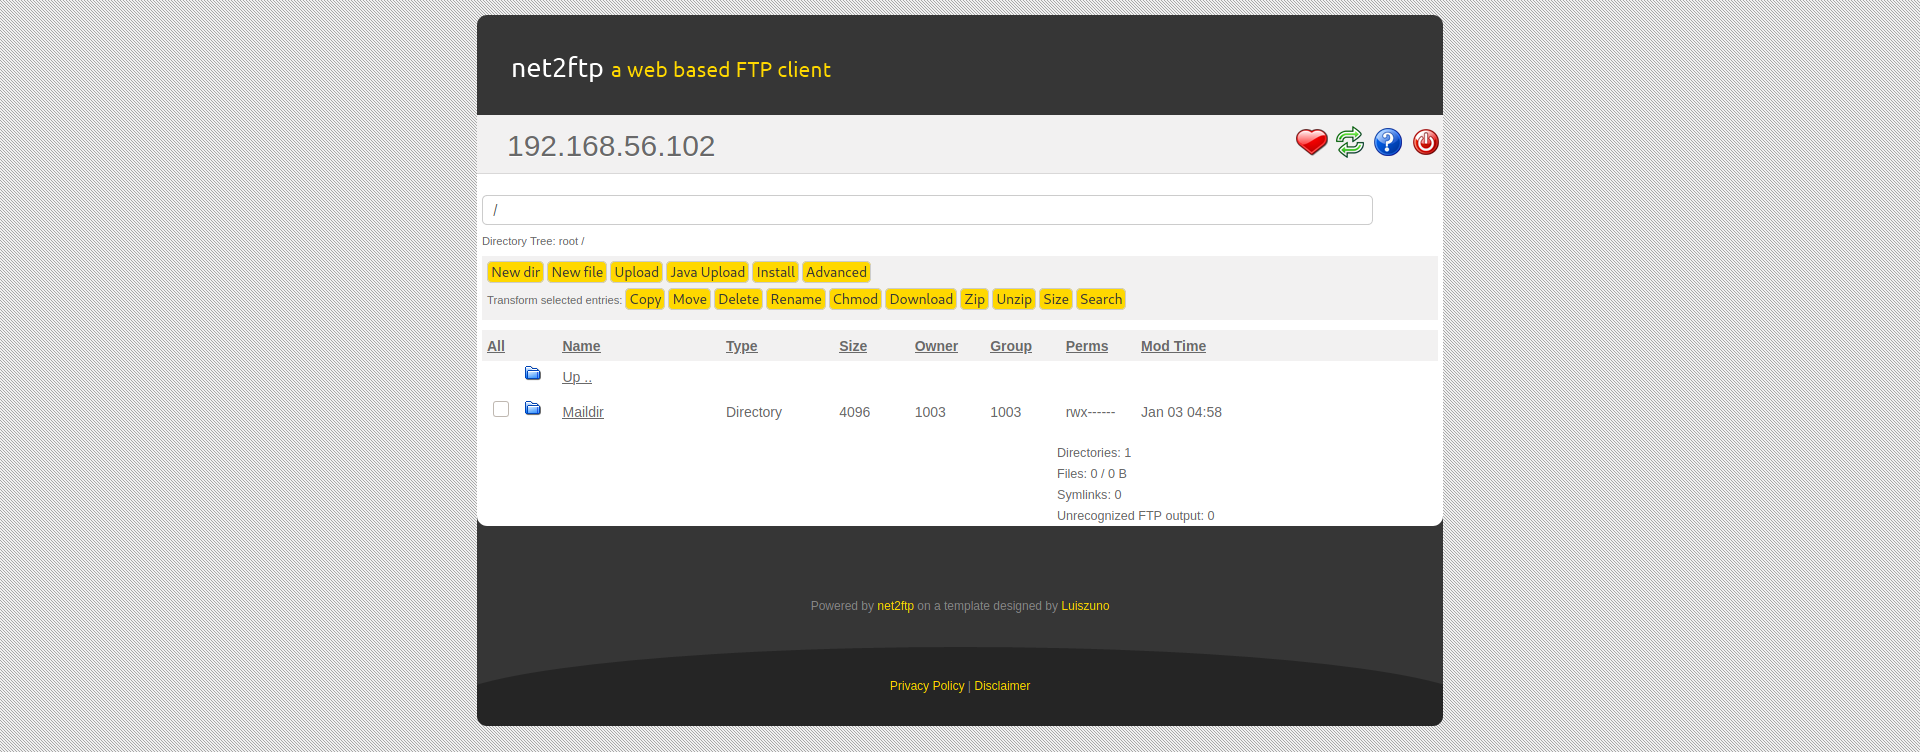 net2ftp a web based FTP client
192.168.56.102
/
Directory Tree: root /
New dir New file Upload Java Upload Install Advanced
Transform selected entries: Copy Move Delete Rename Chmod Download Zip Unzip Size Search
All Name Type Size Owner Group Perms Mod Time
Up ..
Maildir Directory 4096 1003 1003 rwx------ Jan 03 04:58
Directories: 1
Files: 0 / 0 B
Symlinks: 0
Unrecognized FTP output: 0
Powered by net2ftp on a template designed by Luiszuno
Privacy Policy | Disclaimer